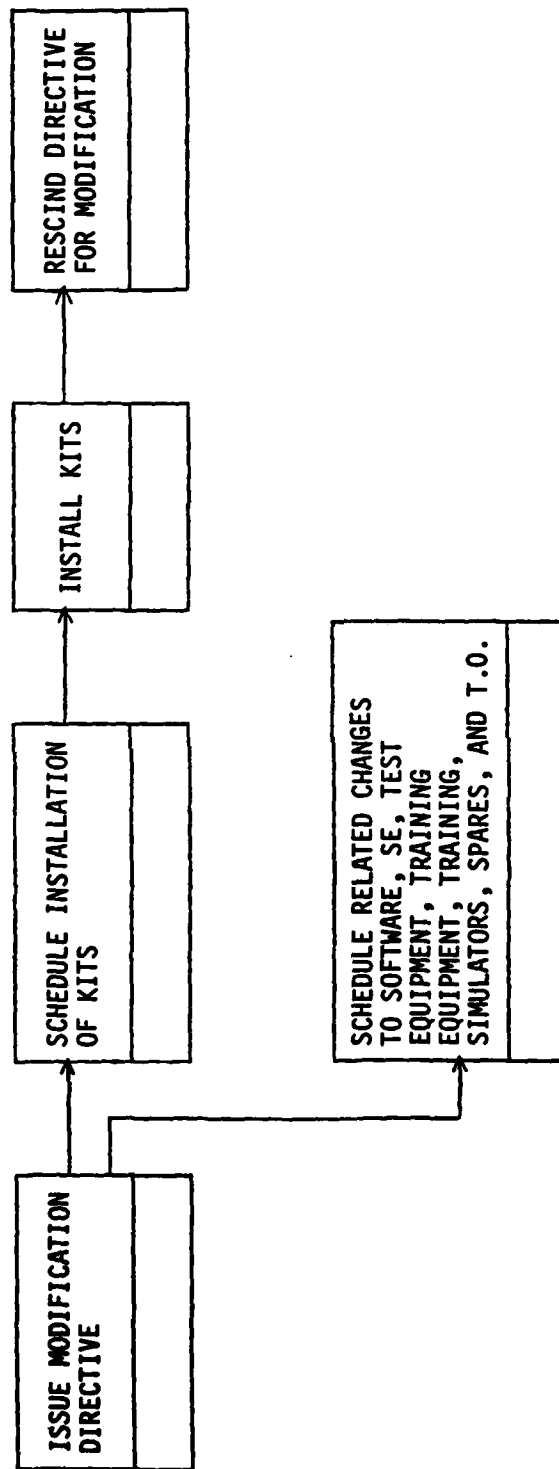 ISSUE MODIFICATION
DIRECTIVE
SCHEDULE INSTALLATION
OF KITS
INSTALL KITS
RESCIND DIRECTIVE
FOR MODIFICATION
SCHEDULE RELATED CHANGES
TO SOFTWARE, SE, TEST
EQUIPMENT, TRAINING
EQUIPMENT, TRAINING,
SIMULATORS, SPARES, AND T.O.